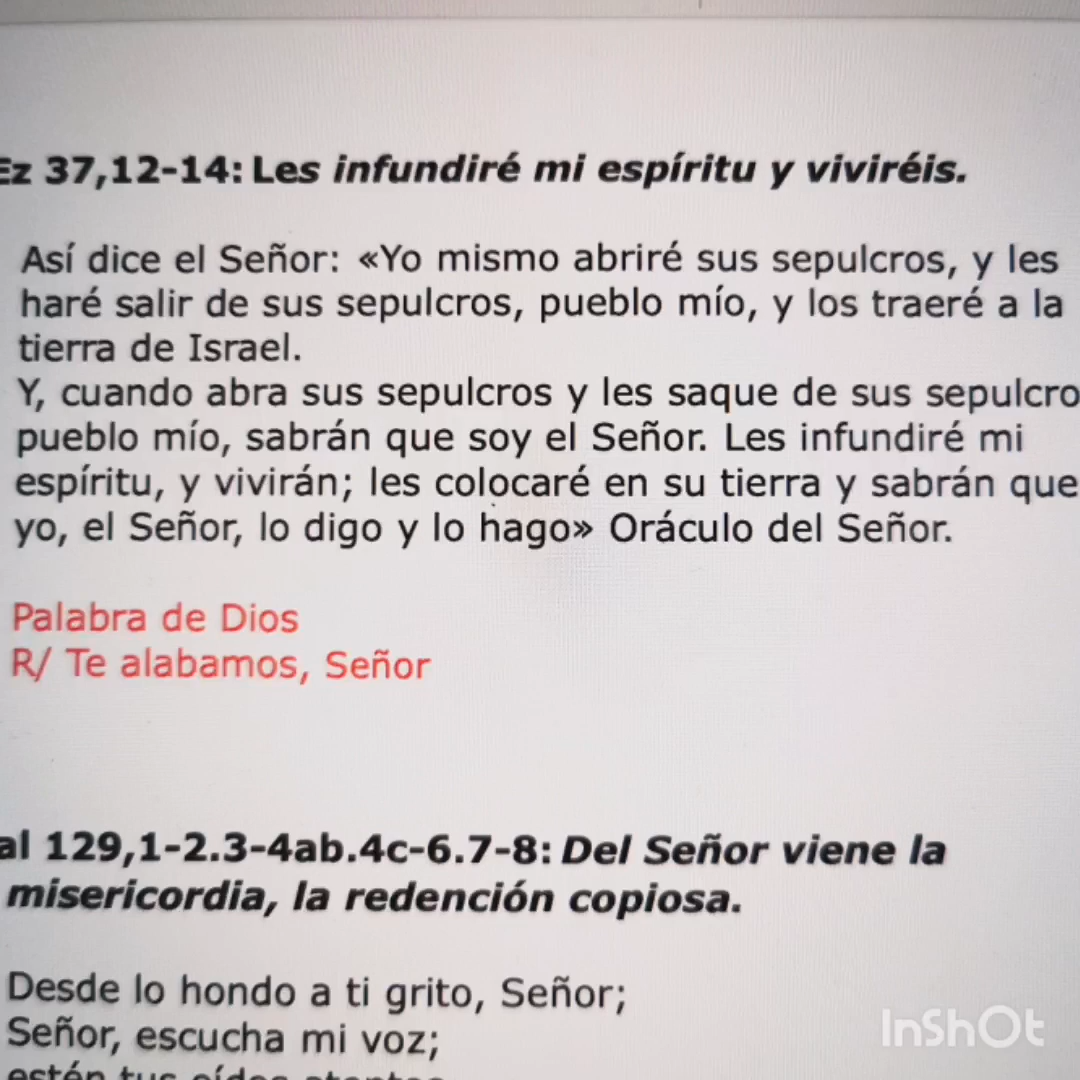 Ez 37,12-14: Les infundiré mi espíritu y viviréis.
Así dice el Señor: «Yo mismo abriré sus sepulcros, y les
haré salir de sus sepulcros, pueblo mío, y los traeré a la
tierra de Israel.
Y, cuando abra sus sepulcros y les saque de sus sepulcro
pueblo mío, sabrán que soy el Señor. Les infundiré mi
espíritu, y vivirán; les colocaré en su tierra y sabrán que
yo, el Señor, lo digo y lo hago» Oráculo del Señor.
Palabra de Dios
R/ Te alabamos, Señor
al 129,1-2.3-4ab.4c-6.7-8: Del Señor viene la
misericordia, la redención copiosa.
Desde lo hondo a ti grito, Señor;
Señor, escucha mi voz;
estén tus oídos
InShOt